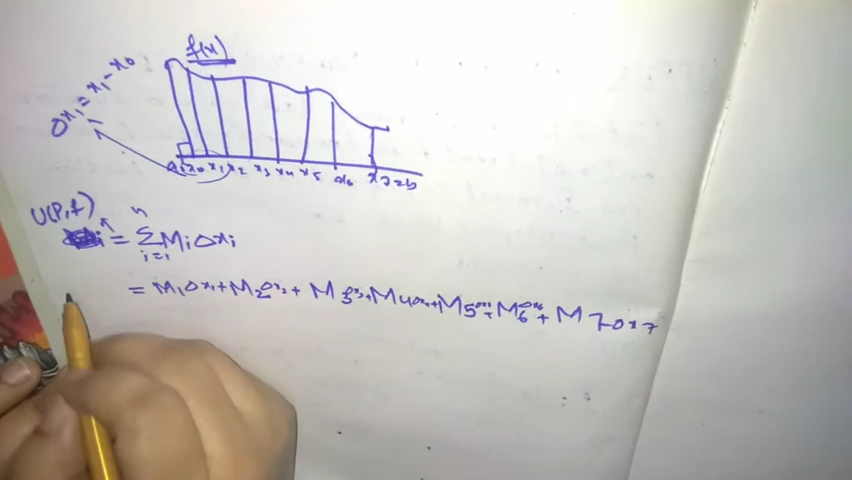 f(x)
Δx₁ = x₁ - x₀
x₀ x₁ x₂ x₃ x₄ x₅ x₆ x₇=b
U(P,f) = n∑i=1 Mᵢ Δxᵢ
= M₁Δx₁ + M₂Δx₂ + M₃Δx₃ + M₄Δx₄ + M₅Δx₅ + M₆Δx₆ + M₇Δx₇